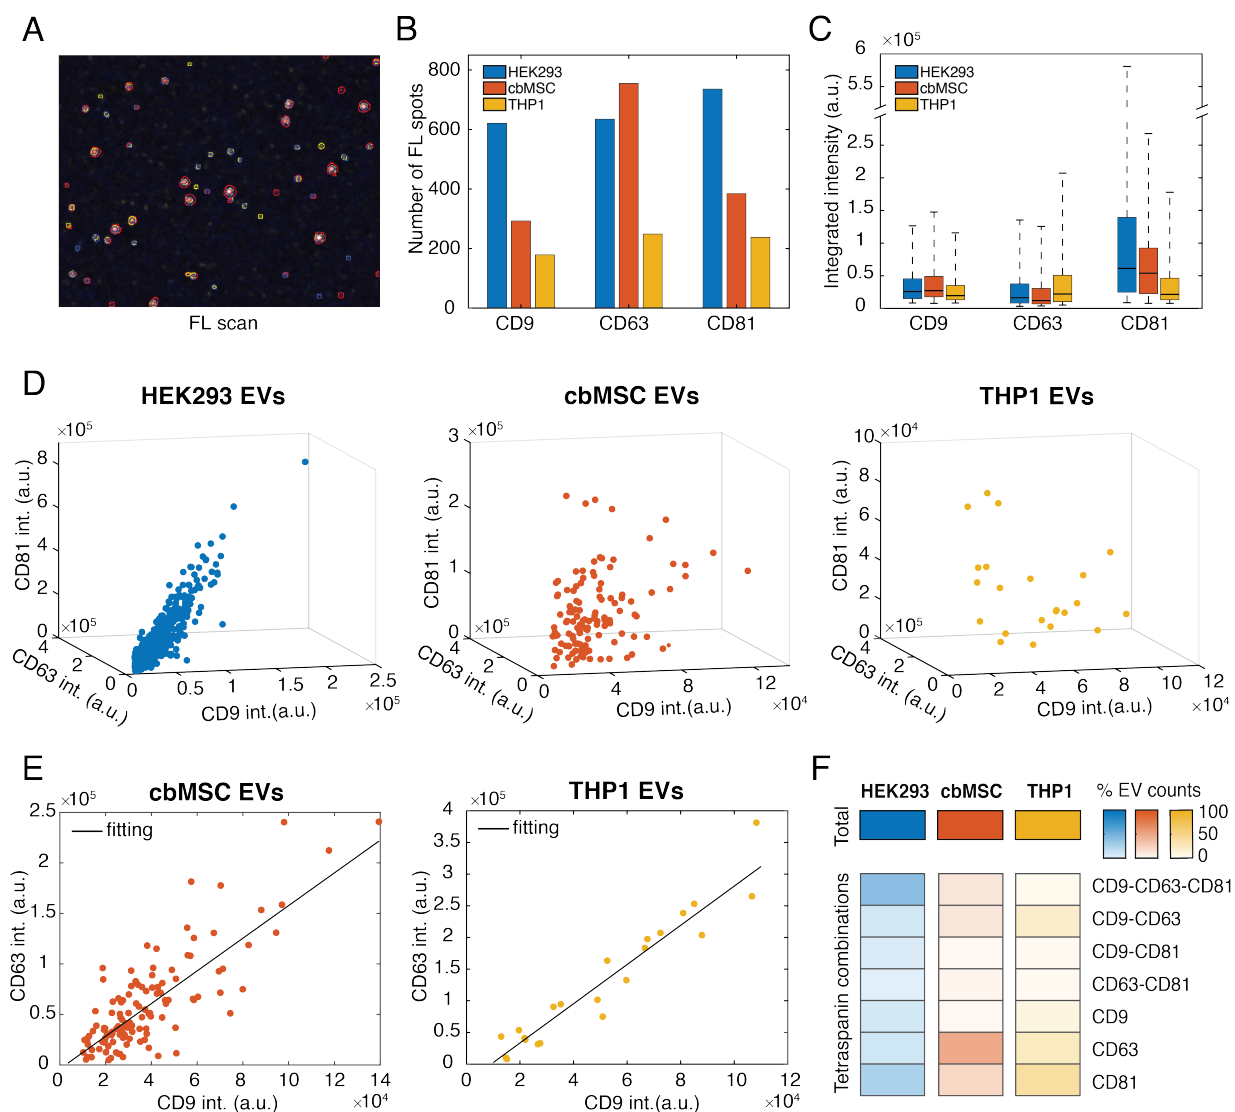 A
FL scan
B
Number of FL spots
800
600
400
200
0
HEK293
cbMSC
THP1
CD9
CD63
CD81
C
×10⁵
Integrated intensity (a.u.)
6
5.5
2.5
2
1.5
1
0.5
0
HEK293
cbMSC
THP1
CD9
CD63
CD81
D
HEK293 EVs
×10⁵
CD81 int. (a.u.)
8
6
4
2
0
×10⁵
CD63 int. (a.u.)
4
2
0
0
0.5
1
1.5
2
2.5
×10⁵
CD9 int.(a.u.)
cbMSC EVs
×10⁵
CD81 int. (a.u.)
3
2
1
0
×10⁵
CD63 int. (a.u.)
4
2
0
0
4
8
12
×10⁴
CD9 int.(a.u.)
THP1 EVs
×10⁴
CD81 int. (a.u.)
10
8
6
4
2
0
×10⁵
CD63 int. (a.u.)
4
2
0
0
2
4
6
8
10
12
×10⁴
CD9 int.(a.u.)
E
cbMSC EVs
×10⁵
CD63 int. (a.u.)
2.5
2
1.5
1
0.5
0
fitting
0
2
4
6
8
10
12
14
×10⁴
CD9 int. (a.u.)
THP1 EVs
×10⁵
CD63 int. (a.u.)
4
3.5
3
2.5
2
1.5
1
0.5
0
fitting
0
2
4
6
8
10
12
×10⁴
CD9 int. (a.u.)
F
HEK293 cbMSC THP1
% EV counts
100
50
0
Total
Tetraspanin combinations
CD9-CD63-CD81
CD9-CD63
CD9-CD81
CD63-CD81
CD9
CD63
CD81